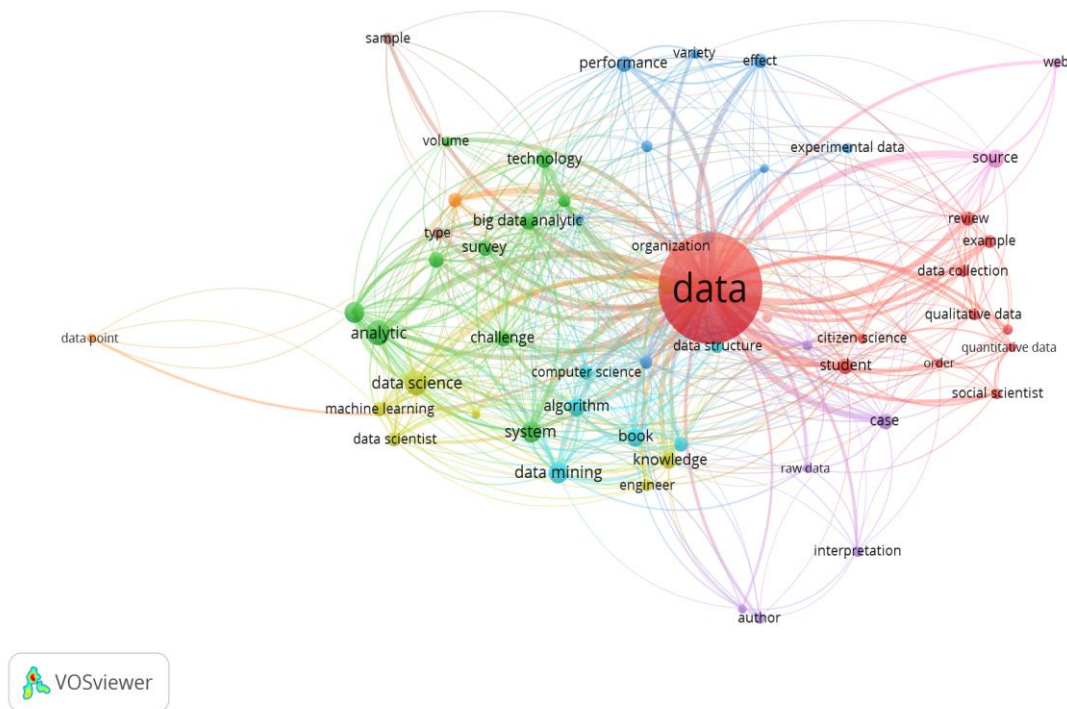 sample
performance
variety
effect
web
volume
technology
experimental data
source
big data analytic
type
survey
organization
review
example
data collection
data
qualitative data
data point
analytic
challenge
data structure
citizen science
quantitative data
computer science
student
order
data science
social scientist
machine learning
algorithm
case
data scientist
system
book
knowledge
data mining
raw data
engineer
interpretation
author
VOSviewer